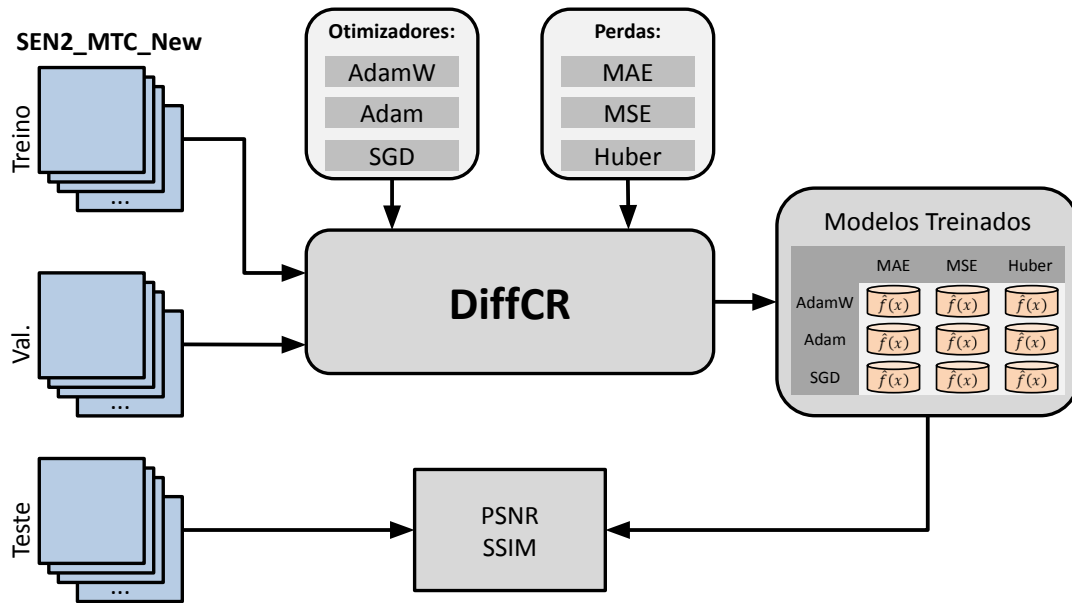 SEN2_MTC_New
Treino
...
Val.
...
Teste
...
Otimizadores:
AdamW
Adam
SGD
Perdas:
MAE
MSE
Huber
DiffCR
Modelos Treinados
MAE MSE Huber
AdamW f̂(x) f̂(x) f̂(x)
Adam f̂(x) f̂(x) f̂(x)
SGD f̂(x) f̂(x) f̂(x)
PSNR
SSIM